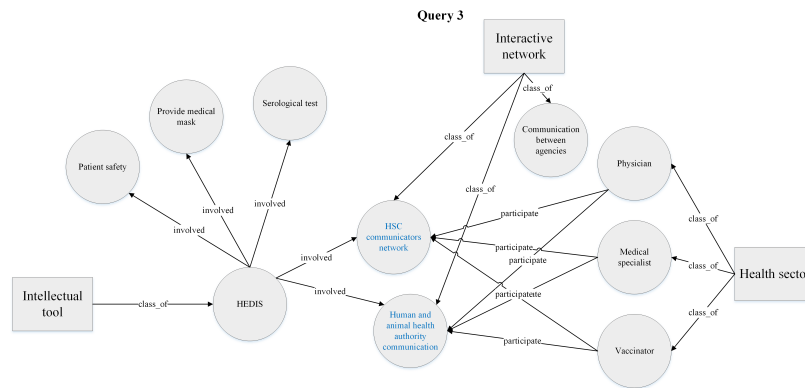 Query 3
Interactive
network
class_of
class_of
class_of
Communication
between
agencies
Serological test
Provide medical
mask
Patient safety
involved
involved
involved
Physician
class_of
participate
HSC
communicators
network
involved
participate
participate
Medical
specialist
class_of
Health sector
Intellectual
tool
class_of
HEDIS
involved
participatete
class_of
Human and
animal health
authority
communication
participate
Vaccinator